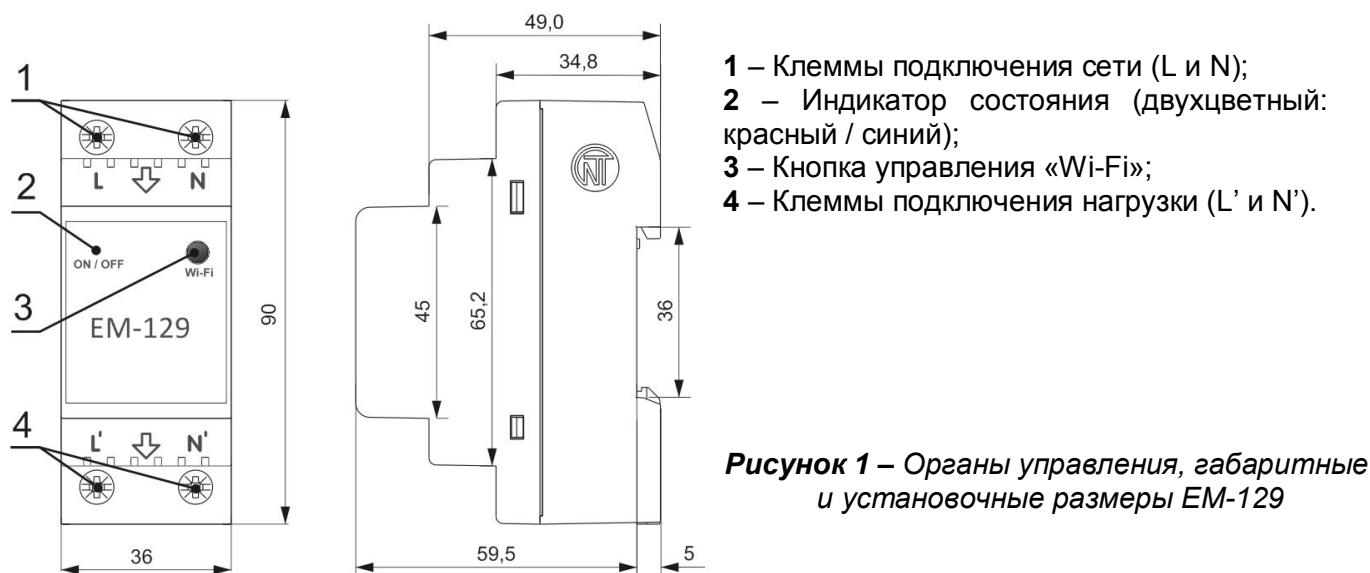 49,0
34,8
1
2
3
4
L
N
ON / OFF
Wi-Fi
EM-129
L'
N'
90
36
NT
45
65,2
36
59,5
5
1 – Клеммы подключения сети (L и N);
2 – Индикатор состояния (двухцветный:
красный / синий);
3 – Кнопка управления «Wi-Fi»;
4 – Клеммы подключения нагрузки (L’ и N’).
Рисунок 1 – Органы управления, габаритные
и установочные размеры ЕМ-129